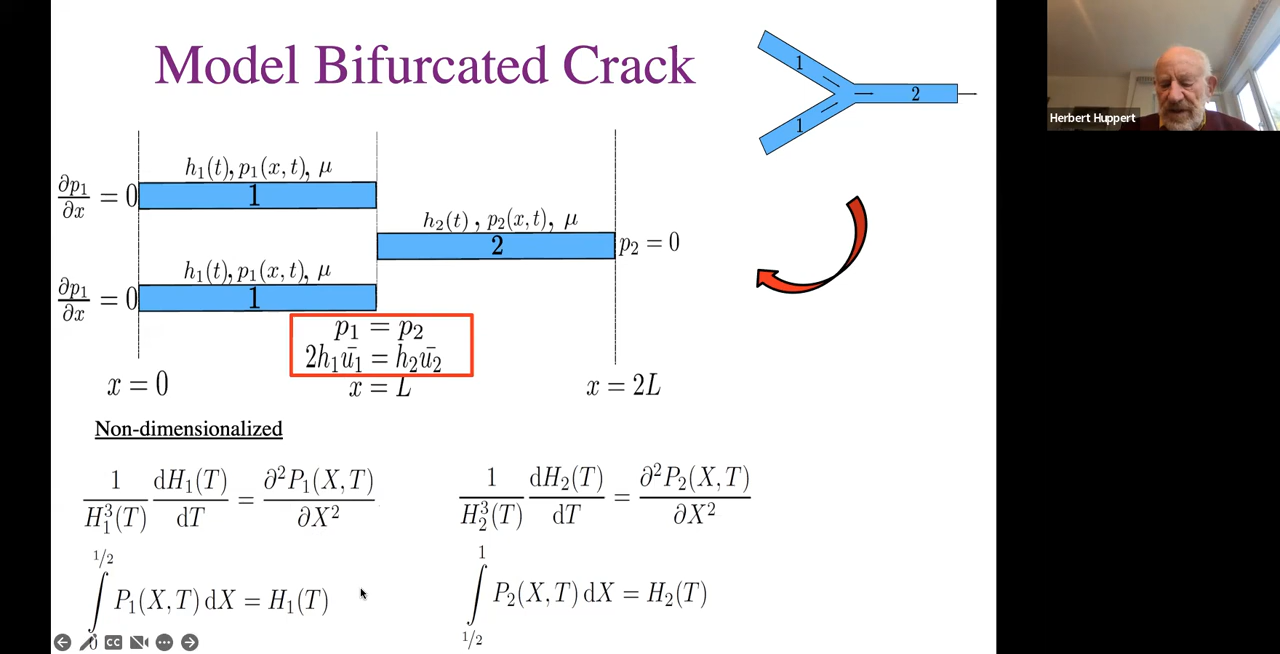 Model Bifurcated Crack
1
1
2
Herbert Huppert
h₁(t), p₁(x, t), μ
∂p₁/∂x = 0
1
h₂(t) , p₂(x, t), μ
2
p₂ = 0
h₁(t), p₁(x, t), μ
∂p₁/∂x = 0
1
p₁ = p₂
2h₁ū₁ = h₂ū₂
x = 0
x = L
x = 2L
Non-dimensionalized
1/H₁³(T) dH₁(T)/dT = ∂²P₁(X, T)/∂X²
1/H₂³(T) dH₂(T)/dT = ∂²P₂(X, T)/∂X²
∫₀^{1/2} P₁(X, T) dX = H₁(T)
∫_{1/2}^{1} P₂(X, T) dX = H₂(T)
CC